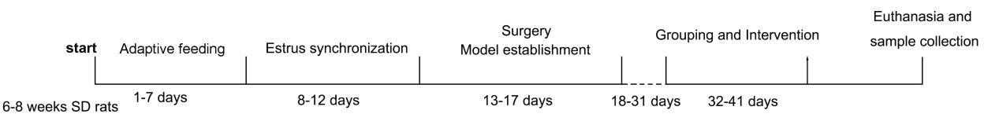 start
Adaptive feeding
Estrus synchronization
Surgery
Model establishment
Grouping and Intervention
Euthanasia and
sample collection
6-8 weeks SD rats
1-7 days
8-12 days
13-17 days
18-31 days
32-41 days